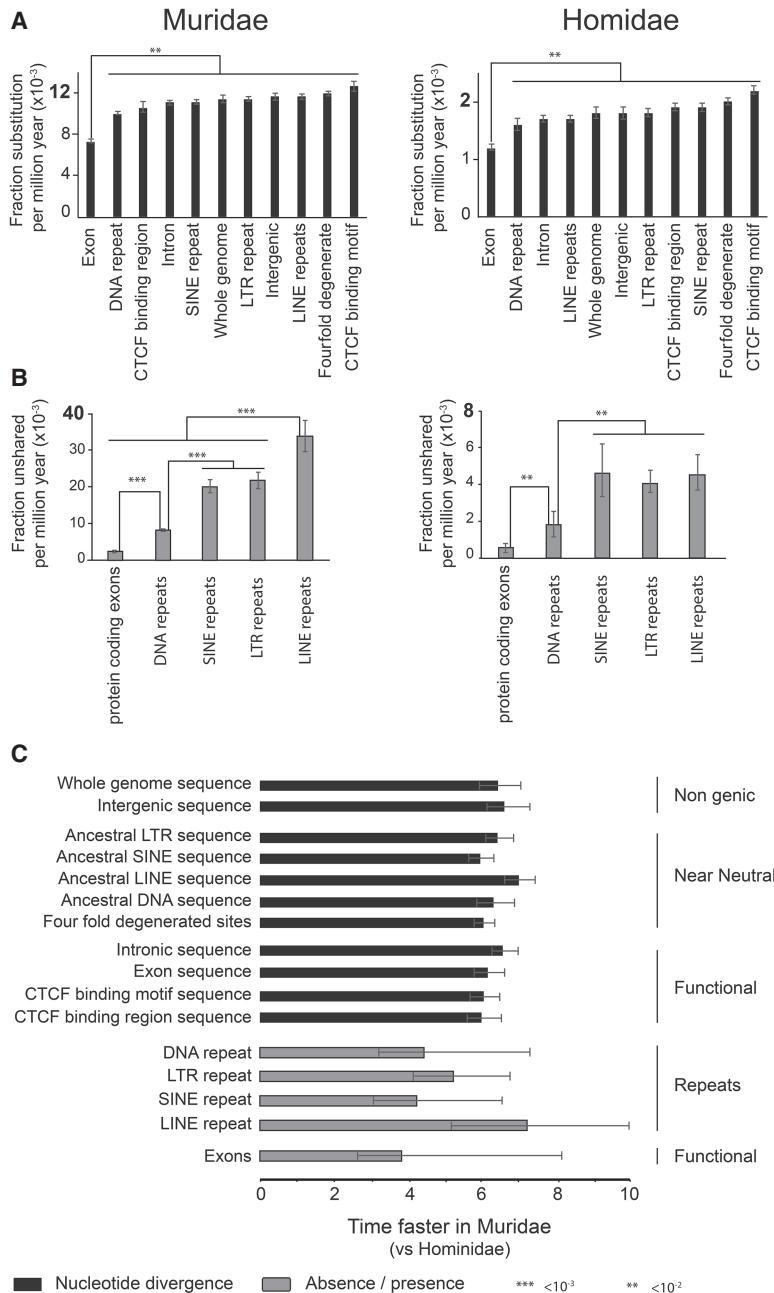 A
Muridae
Homidae
Fraction substitution
per million year (x10⁻³)
**
12
8
4
0
Exon
DNA repeat
CTCF binding region
Intron
SINE repeat
Whole genome
LTR repeat
Intergenic
LINE repeats
Fourfold degenerate
CTCF binding motif
Fraction substitution
per million year (x10⁻³)
**
2
1
0
Exon
DNA repeat
Intron
LINE repeats
Whole genome
Intergenic
LTR repeat
CTCF binding region
SINE repeat
Fourfold degenerate
CTCF binding motif
B
Fraction unshared
per million year (x10⁻³)
40
30
20
10
0
***
***
***
protein coding exons
DNA repeats
SINE repeats
LTR repeats
LINE repeats
Fraction unshared
per million year (x10⁻³)
8
6
4
2
0
**
**
protein coding exons
DNA repeats
SINE repeats
LTR repeats
LINE repeats
C
Whole genome sequence
Intergenic sequence
Non genic
Ancestral LTR sequence
Ancestral SINE sequence
Ancestral LINE sequence
Ancestral DNA sequence
Four fold degenerated sites
Near Neutral
Intronic sequence
Exon sequence
CTCF binding motif sequence
CTCF binding region sequence
Functional
DNA repeat
LTR repeat
SINE repeat
LINE repeat
Repeats
Exons
Functional
0 2 4 6 8 10
Time faster in Muridae
(vs Hominidae)
Nucleotide divergence
Absence / presence
*** <10⁻³
** <10⁻²